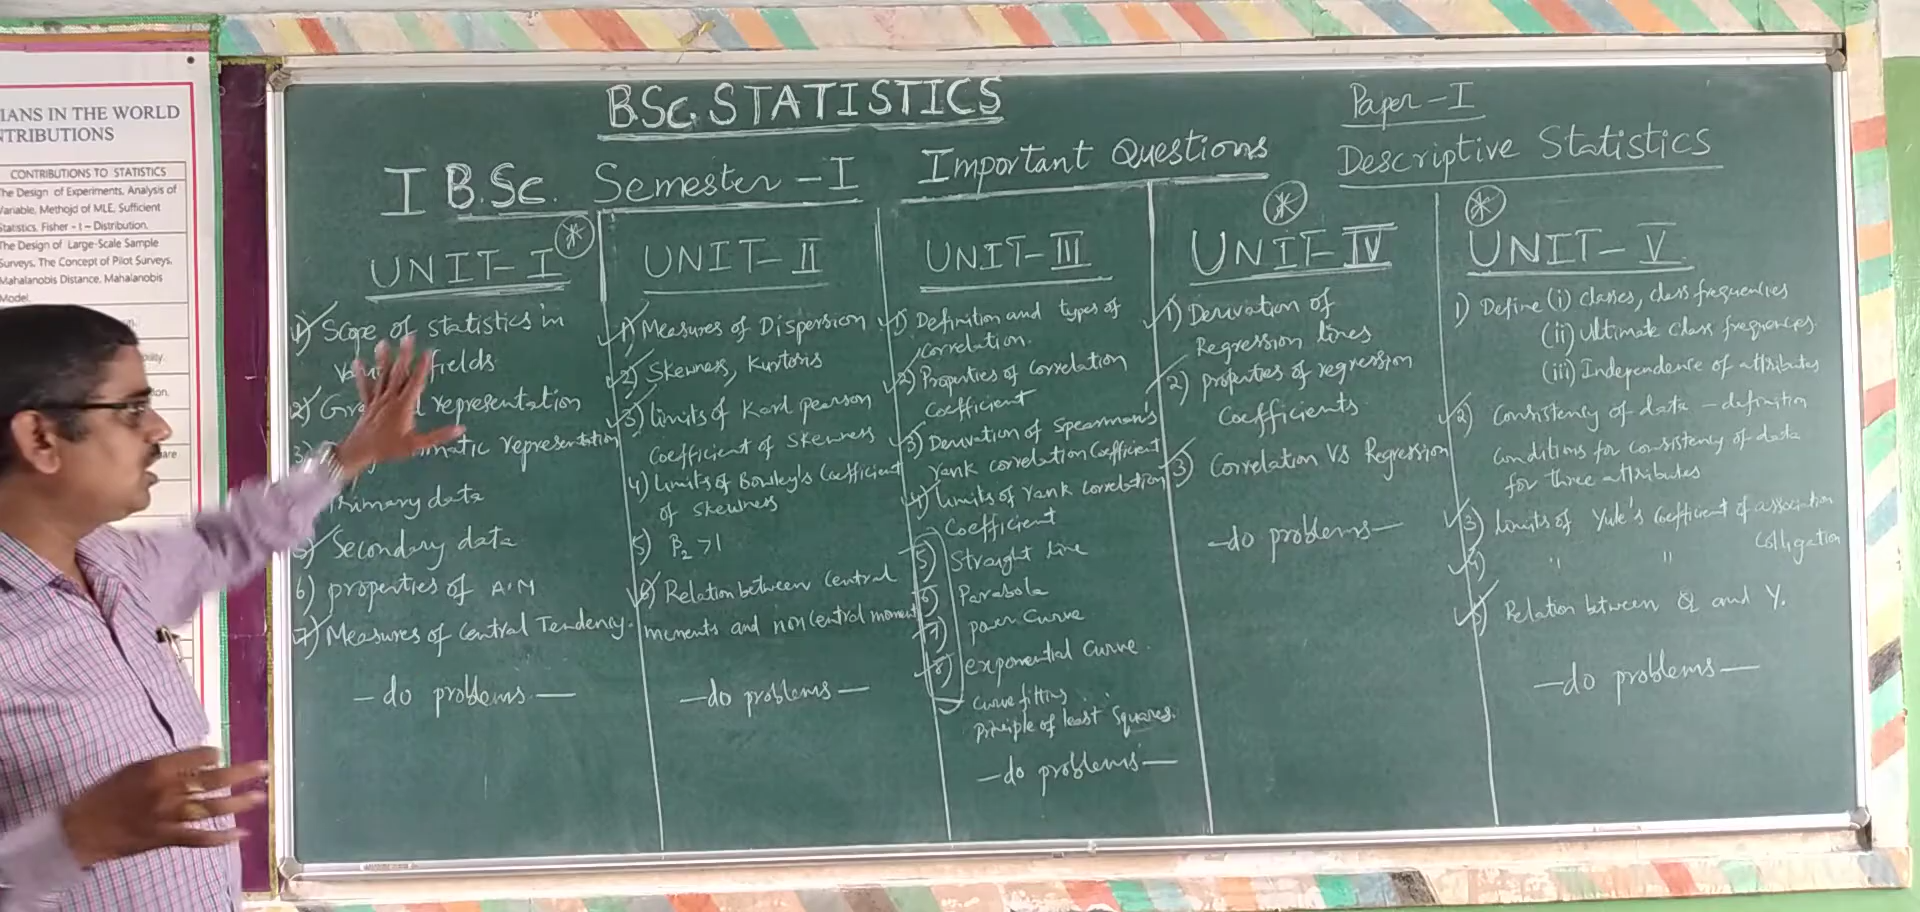 IANS IN THE WORLD
NTRIBUTIONS
CONTRIBUTIONS TO STATISTICS
The Design of Experiments, Analysis of
Variable, Methojd of MLE, Sufficient
Statistics, Fisher - t - Distribution.
The Design of Large-Scale Sample
Surveys, The Concept of Pilot Surveys,
Mahalanobis Distance, Mahalanobis
Model.
BSc. STATISTICS
Paper-I
I B.Sc. Semester-I Important Questions Descriptive Statistics
UNIT-I
1) Scope of statistics in
fields
2) representation
3) matic representation
Primary data
5) Secondary data
6) properties of A.M
7) Measures of Central Tendency.
-do problems.-
UNIT-II
1) Measures of Dispersion
2) Skewness, Kurtosis
3) limits of Karl pearson
Coefficient of Skewness
4) Limits of Bowley's Coefficient
of Skewness
5) β₂ >1
6) Relation between Central
moments and non central moment
-do problems-
UNIT-III
1) Definition and types of
Correlation.
2) Properties of Correlation
Coefficient
3) Derivation of Spearman's
rank correlation Coefficient
4) limits of rank Correlation
Coefficient
5) Straight line
6) Parabola
7) power Curve
8) exponential Curve.
curve fitting
Principle of least Squares.
-do problems-
UNIT-IV
1) Derivation of
Regression lines
2) properties of regression
Coefficients
3) Correlation VS Regression
-do problems-
UNIT-V
1) Define (i) classes, class frequencies
(ii) Ultimate class frequences.
(iii) Independence of attributes
2) Consistency of data - definition
conditions for consistency of data
for three attributes
3) limits of Yule's Coefficient of association
4) " " Colligation
5) Relation between Q and Y.
-do problems-